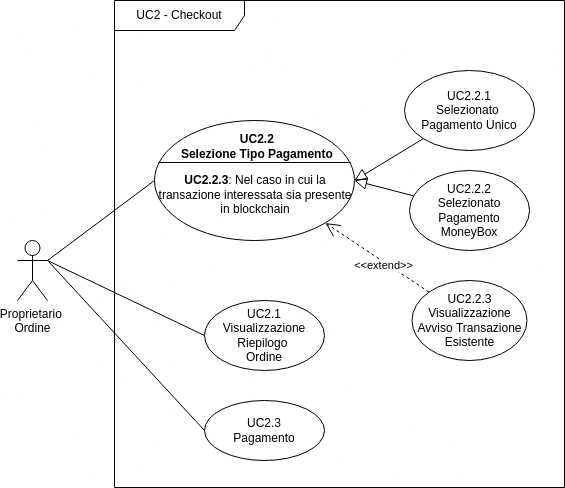 UC2 - Checkout
UC2.2.1
Selezionato
Pagamento Unico
UC2.2
Selezione Tipo Pagamento
UC2.2.3: Nel caso in cui la
transazione interessata sia presente
in blockchain
UC2.2.2
Selezionato
Pagamento
MoneyBox
<<extend>>
Proprietario
Ordine
UC2.2.3
Visualizzazione
Avviso Transazione
Esistente
UC2.1
Visualizzazione
Riepilogo
Ordine
UC2.3
Pagamento